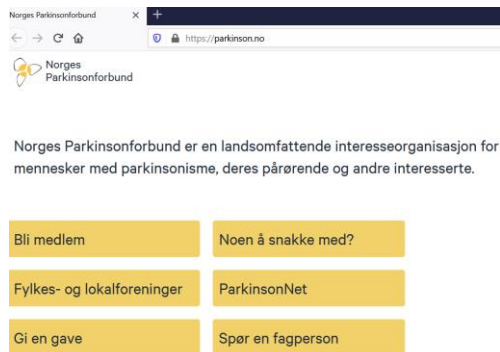 Norges Parkinsonforbund
https://parkinson.no
Norges
Parkinsonforbund
Norges Parkinsonforbund er en landsomfattende interesseorganisasjon for
mennesker med parkinsonisme, deres pårørende og andre interesserte.
Bli medlem
Noen å snakke med?
Fylkes- og lokalforeninger
ParkinsonNet
Gi en gave
Spør en fagperson